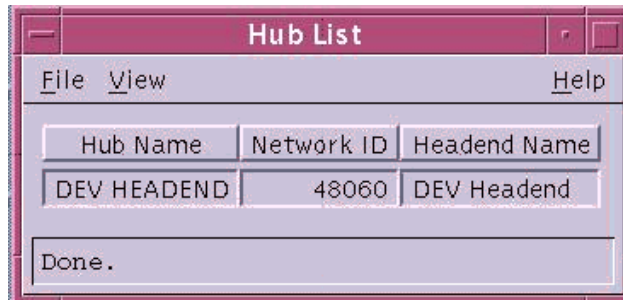 Hub List
File View Help
Hub Name Network ID Headend Name
DEV HEADEND 48060 DEV Headend
Done.